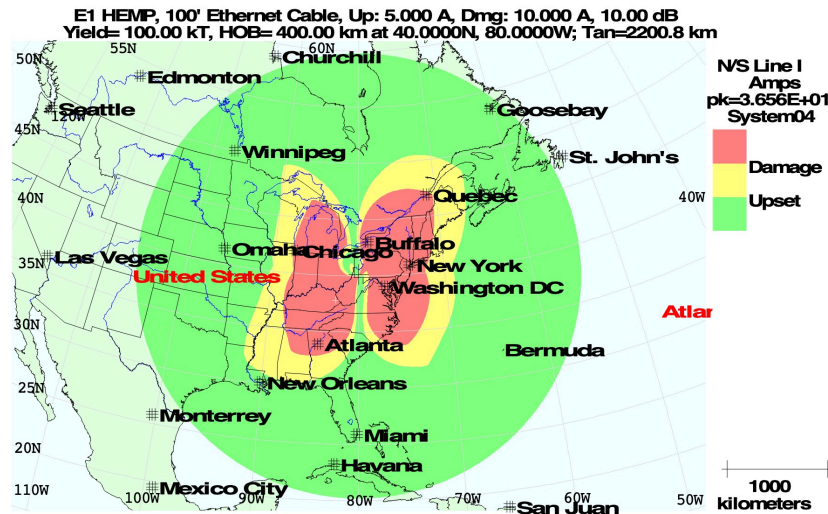 E1 HEMP, 100' Ethernet Cable, Up: 5.000 A, Dmg: 10.000 A, 10.00 dB
Yield= 100.00 kT, HOB= 400.00 km at 40.0000N, 80.0000W; Tan=2200.8 km
55N
60N
50N
Churchill
Edmonton
N/S Line I
Amps
pk=3.656E+01
System04
Seattle
120W
Goosebay
45N
Winnipeg
St. John's
Damage
40N
Quebec
40W
Upset
Las Vegas
Omaha
Chicago
Buffalo
35N
New York
United States
Washington DC
Atlar
30N
Atlanta
Bermuda
25N
New Orleans
Monterrey
Miami
20N
Havana
110W
100W
Mexico City
80W
70W
60W
San Juan
50W
1000
kilometers